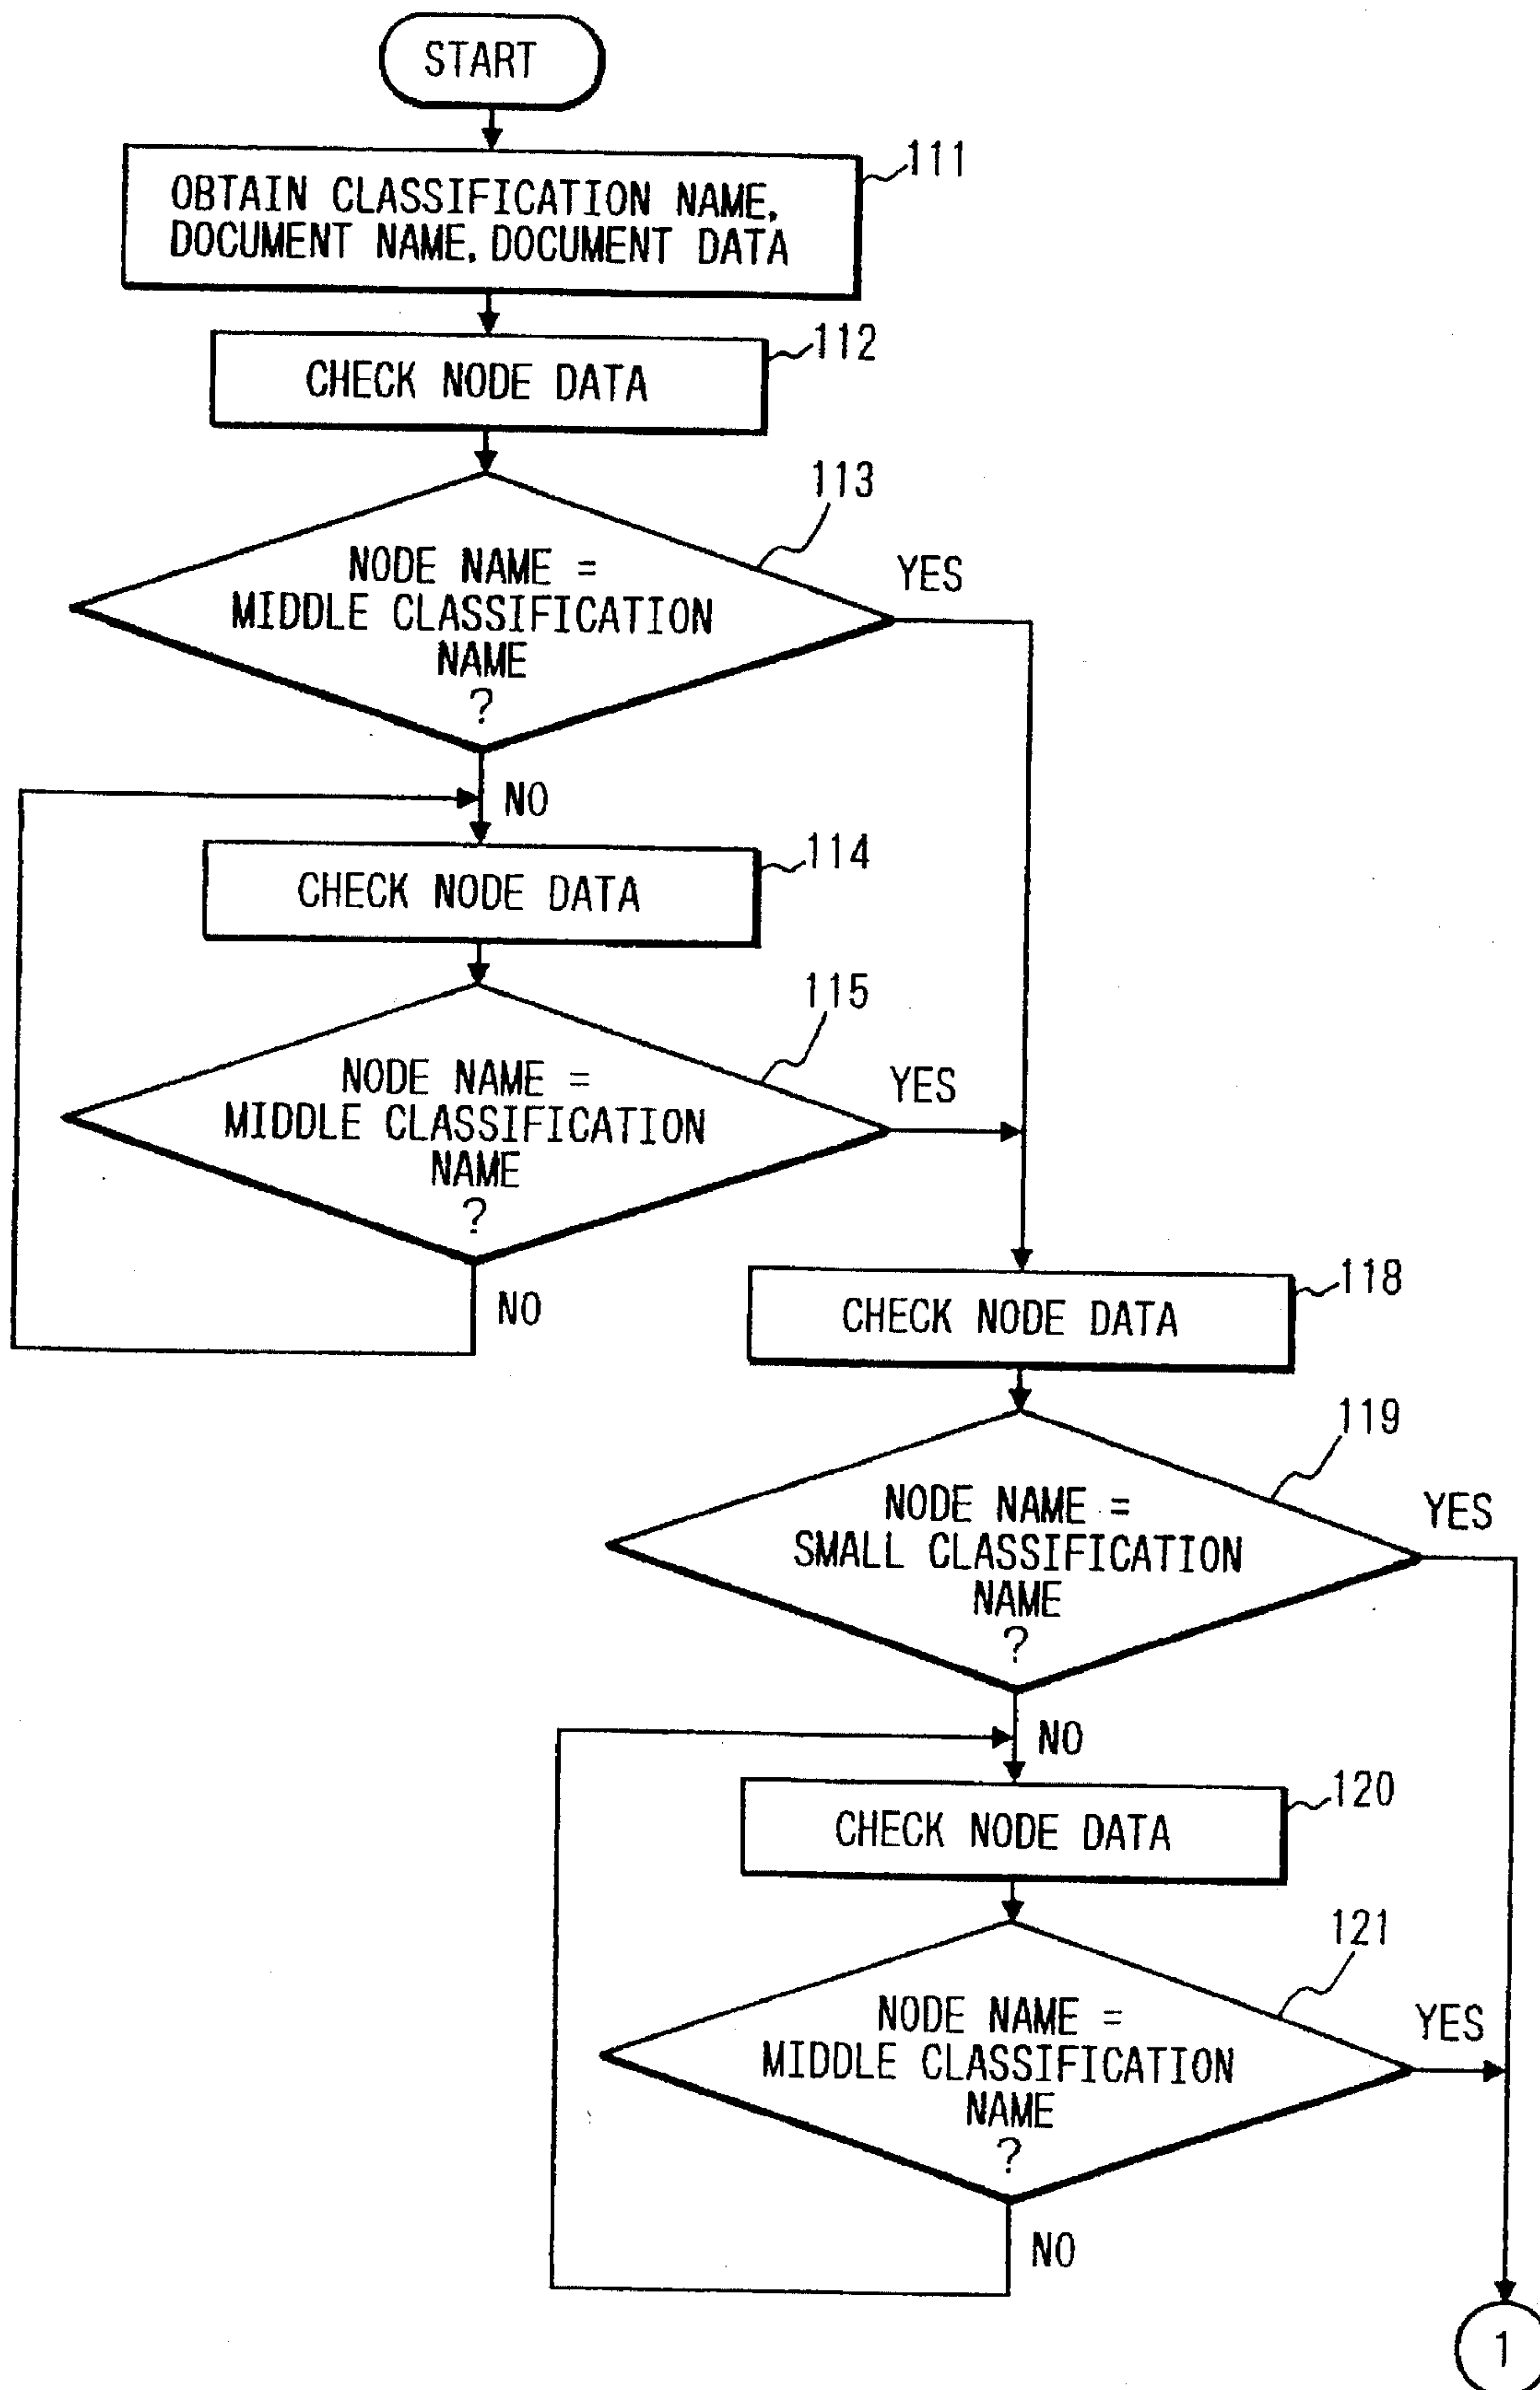 START
111
OBTAIN CLASSIFICATION NAME,
DOCUMENT NAME, DOCUMENT DATA
112
CHECK NODE DATA
113
NODE NAME =
MIDDLE CLASSIFICATION
NAME
?
YES
NO
114
CHECK NODE DATA
115
NODE NAME =
MIDDLE CLASSIFICATION
NAME
?
YES
NO
118
CHECK NODE DATA
119
NODE NAME =
SMALL CLASSIFICATION
NAME
?
YES
NO
120
CHECK NODE DATA
121
NODE NAME =
MIDDLE CLASSIFICATION
NAME
?
YES
NO
1